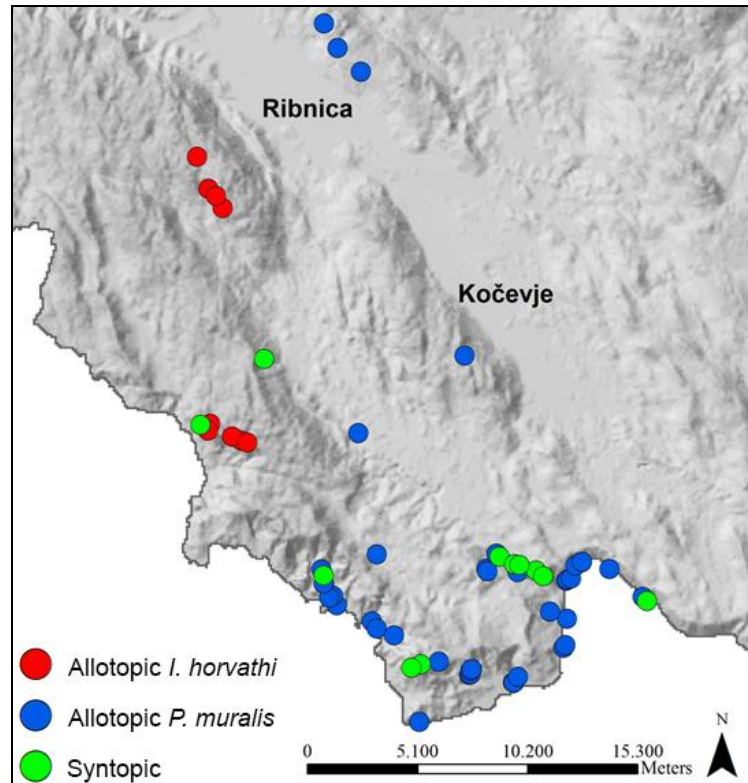 Ribnica
Kočevje
Allotopic I. horvathi
Allotopic P. muralis
Syntopic
N
0 5.100 10.200 15.300
Meters